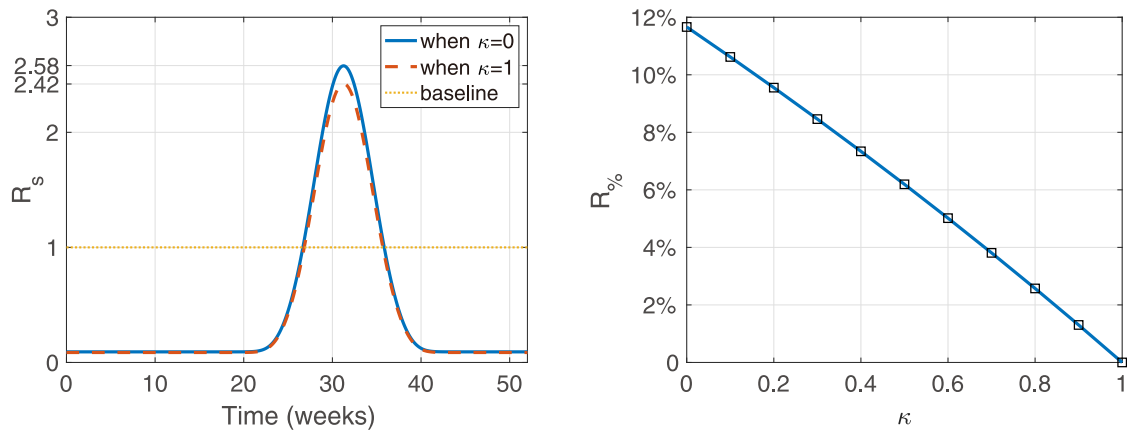 3
2.58
2.42
2
1
0
R_s
0 10 20 30 40 50
Time (weeks)
when κ=0
when κ=1
baseline
12%
10%
8%
6%
4%
2%
0
R_%
0 0.2 0.4 0.6 0.8 1
κ